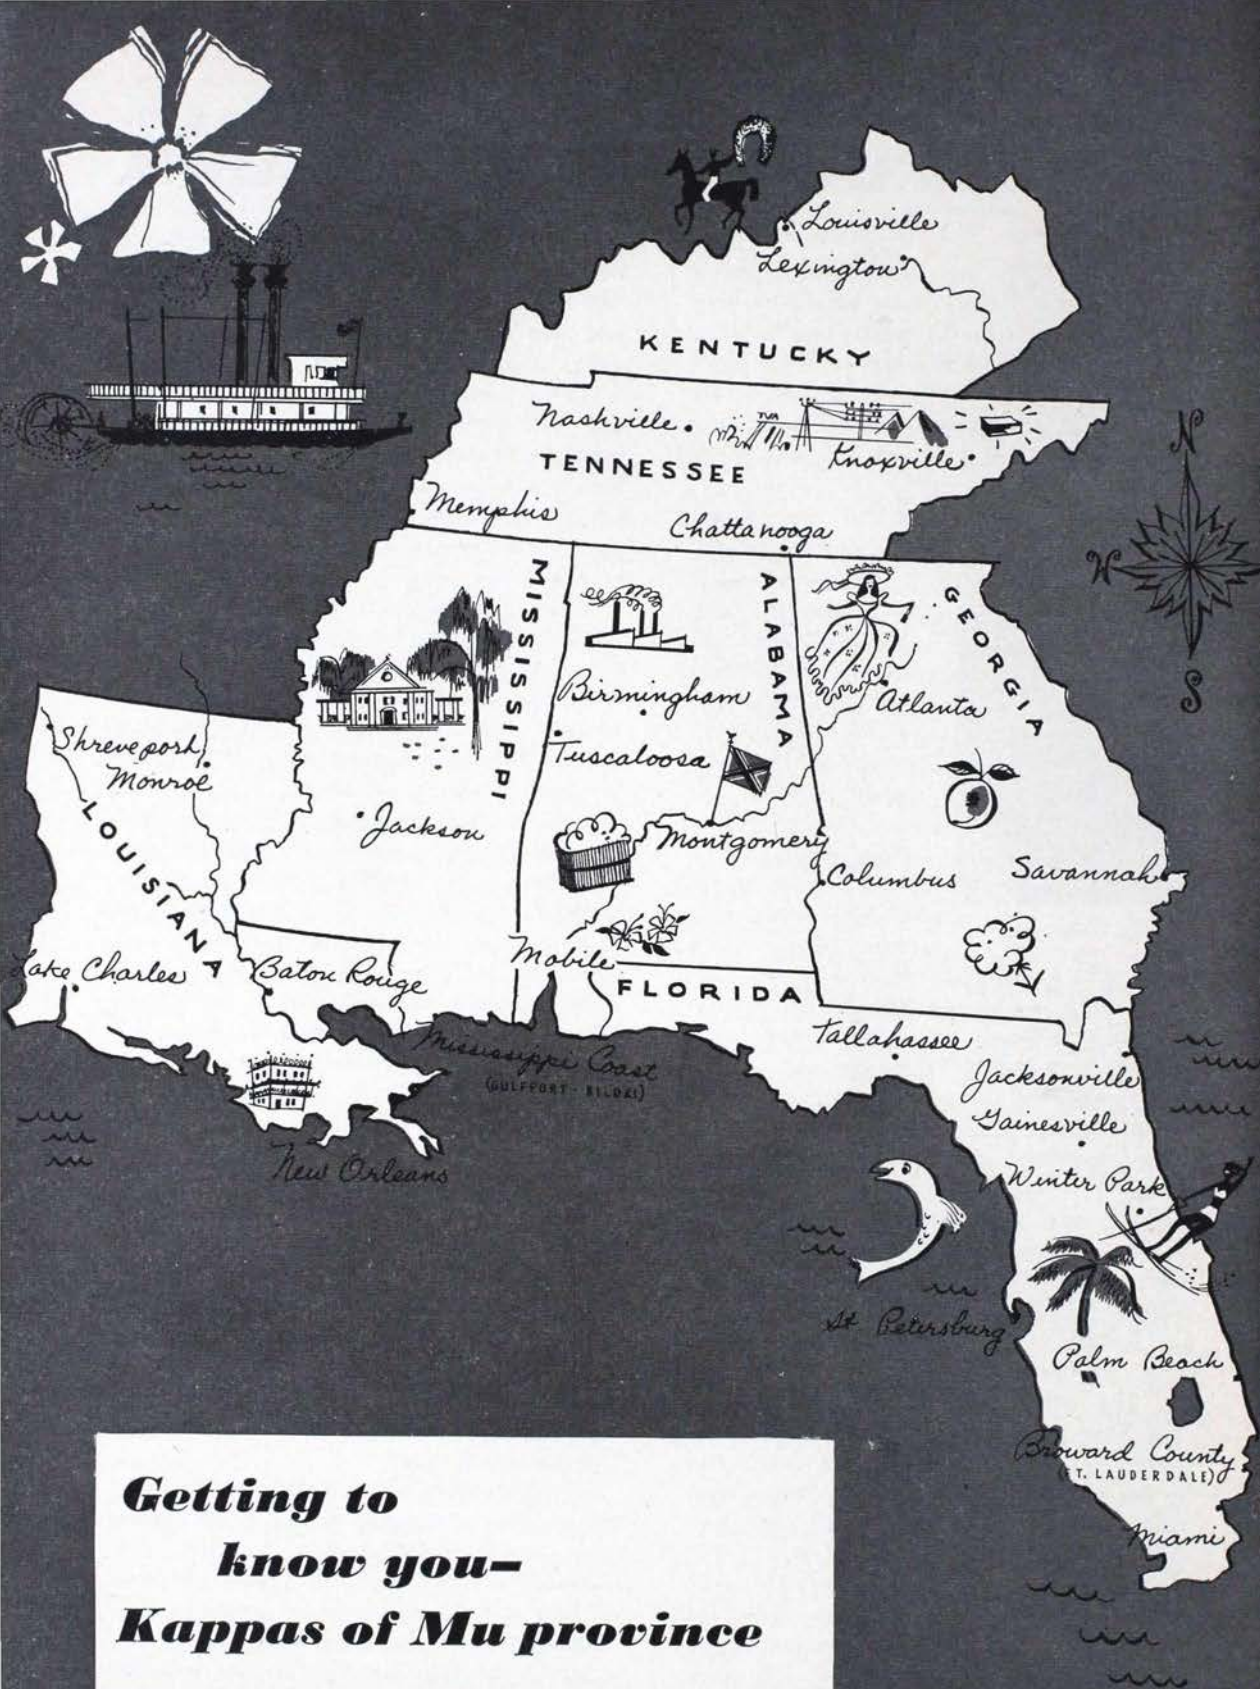 Louisville
Lexington
KENTUCKY
Nashville
TVA
Knoxville
TENNESSEE
Memphis
Chattanooga
MISSISSIPPI
ALABAMA
GEORGIA
N
W
S
Birmingham
Atlanta
Shreveport
Monroe
Tuscaloosa
LOUISIANA
Jackson
Montgomery
Columbus
Savannah
Lake Charles
Baton Rouge
Mobile
FLORIDA
Mississippi Coast
(GULFPORT - BILOXI)
Tallahassee
Jacksonville
Gainesville
New Orleans
Winter Park
St Petersburg
Palm Beach
Broward County
(FT. LAUDERDALE)
Miami
Getting to
know you—
Kappas of Mu province